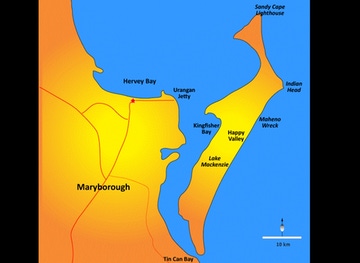 Sandy Cape
Lighthouse
Hervey Bay
Urangan
Jetty
Indian
Head
Kingfisher
Bay
Maheno
Wreck
Happy
Valley
Lake
Mackenzie
Maryborough
10 km
Tin Can Bay